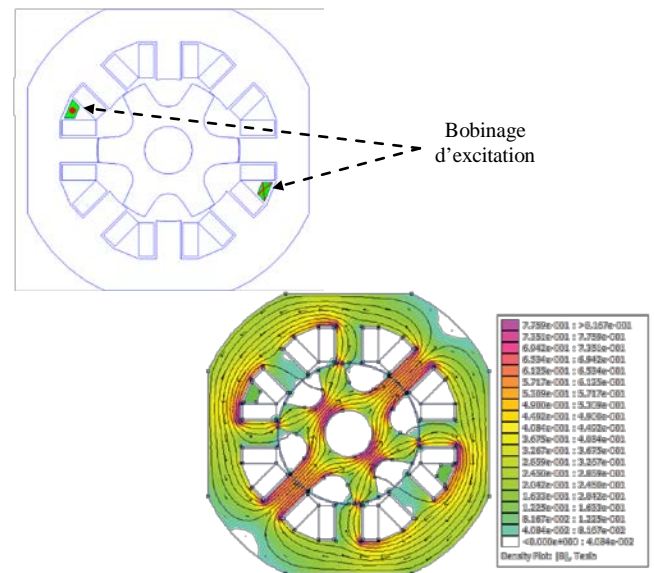 Bobinage
d'excitation
7.759e-001 : >8.167e-001
7.351e-001 : 7.759e-001
6.942e-001 : 7.351e-001
6.534e-001 : 6.942e-001
6.125e-001 : 6.534e-001
5.717e-001 : 6.125e-001
5.309e-001 : 5.717e-001
4.900e-001 : 5.309e-001
4.492e-001 : 4.900e-001
4.084e-001 : 4.492e-001
3.675e-001 : 4.084e-001
3.267e-001 : 3.675e-001
2.859e-001 : 3.267e-001
2.450e-001 : 2.859e-001
2.042e-001 : 2.450e-001
1.633e-001 : 2.042e-001
1.225e-001 : 1.633e-001
8.167e-002 : 1.225e-001
4.084e-002 : 8.167e-002
<0.000e+000 : 4.084e-002
Density Plot: |B|, Tesla